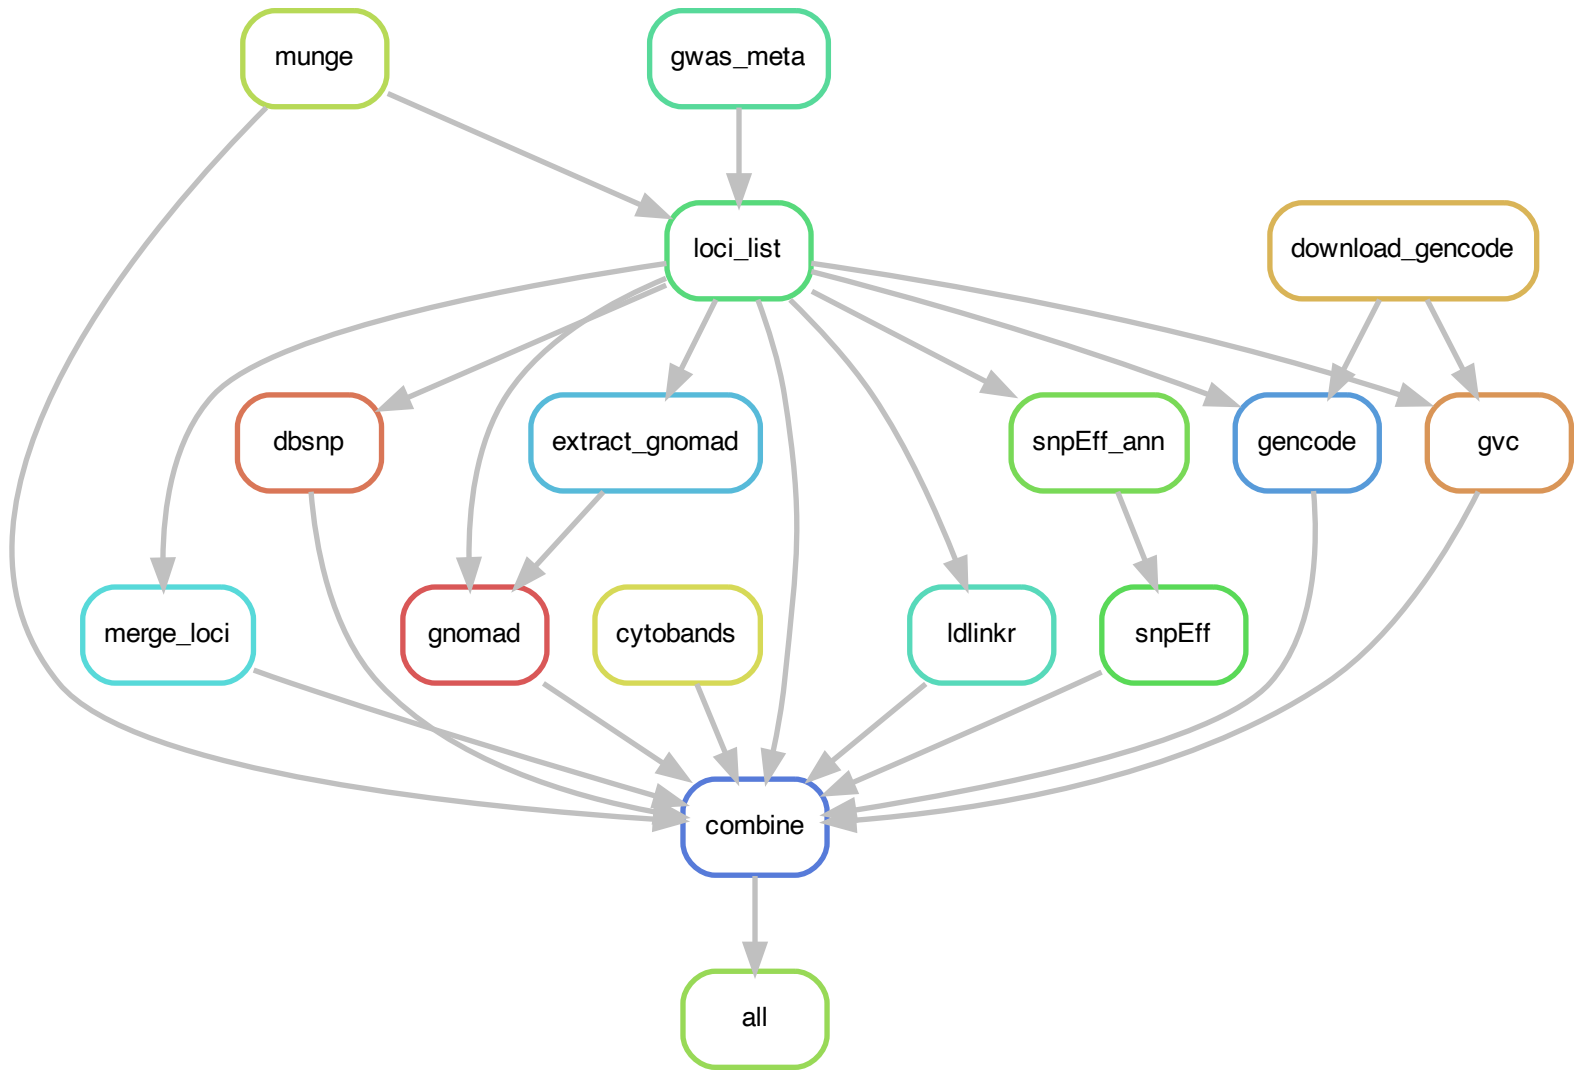 munge
gwas_meta
loci_list
download_gencode
dbsnp
extract_gnomad
snpEff_ann
gencode
gvc
merge_loci
gnomad
cytobands
ldlinkr
snpEff
combine
all